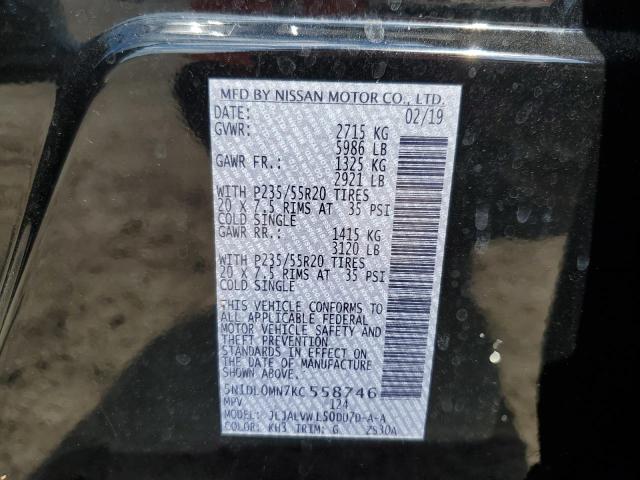 MFD BY NISSAN MOTOR CO., LTD.
DATE: 02/19
GVWR: 2715 KG
5986 LB
GAWR FR.: 1325 KG
2921 LB
WITH P235/55R20 TIRES
20 X 7.5 RIMS AT 35 PSI
COLD SINGLE
GAWR RR.: 1415 KG
3120 LB
WITH P235/55R20 TIRES
20 X 7.5 RIMS AT 35 PSI
COLD SINGLE
THIS VEHICLE CONFORMS TO
ALL APPLICABLE FEDERAL
MOTOR VEHICLE SAFETY AND
THEFT PREVENTION
STANDARDS IN EFFECT ON
THE DATE OF MANUFACTURE
SHOWN ABOVE.
5N1DL0MN7KC558746
MPV 124
MODEL: JLJALVWL50DU7D-A-A
COLOR: KH3 TRIM: G 2530A